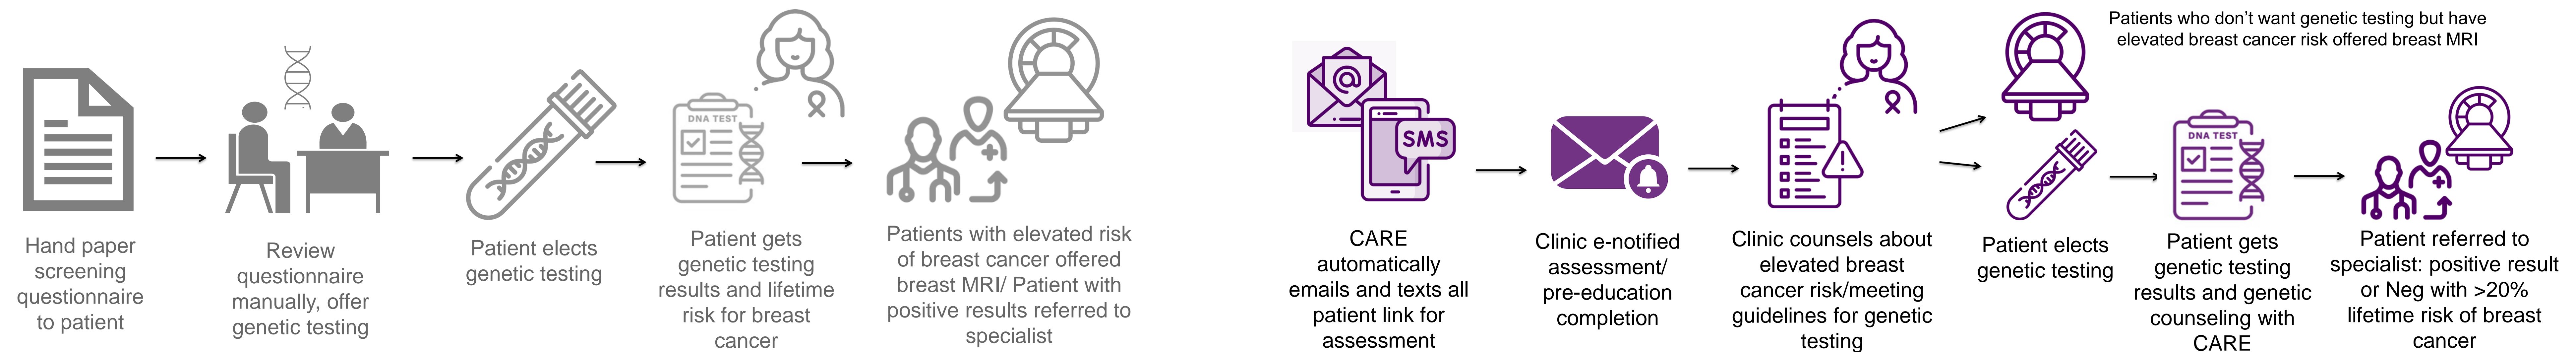 Hand paper
screening
questionnaire
to patient
Review
questionnaire
manually, offer
genetic testing
Patient elects
genetic testing
DNA TEST
Patient gets
genetic testing
results and lifetime
risk for breast
cancer
Patients with elevated risk
of breast cancer offered
breast MRI/ Patient with
positive results referred to
specialist
@
SMS
CARE
automatically
emails and texts all
patient link for
assessment
Clinic e-notified
assessment/
pre-education
completion
Clinic counsels about
elevated breast
cancer risk/meeting
guidelines for genetic
testing
Patients who don’t want genetic testing but have
elevated breast cancer risk offered breast MRI
Patient elects
genetic testing
DNA TEST
Patient gets
genetic testing
results and genetic
counseling with
CARE
Patient referred to
specialist: positive result
or Neg with >20%
lifetime risk of breast
cancer